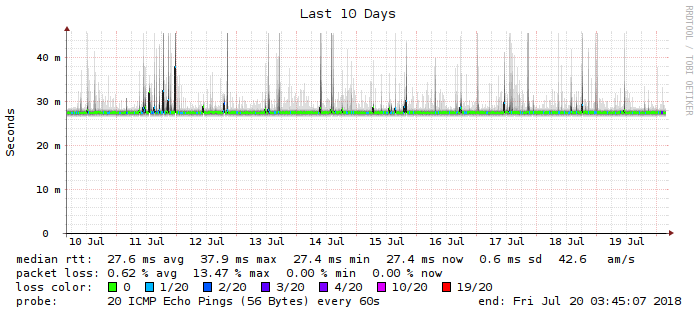 Last 10 Days
RRDTOOL / TOBI OETIKER
Seconds
40 m
30 m
20 m
10 m
0
10 Jul 11 Jul 12 Jul 13 Jul 14 Jul 15 Jul 16 Jul 17 Jul 18 Jul 19 Jul
median rtt: 27.6 ms avg 37.9 ms max 27.4 ms min 27.4 ms now 0.6 ms sd 42.6 am/s
packet loss: 0.62 % avg 13.47 % max 0.00 % min 0.00 % now
loss color: 0 1/20 2/20 3/20 4/20 10/20 19/20
probe: 20 ICMP Echo Pings (56 Bytes) every 60s end: Fri Jul 20 03:45:07 2018